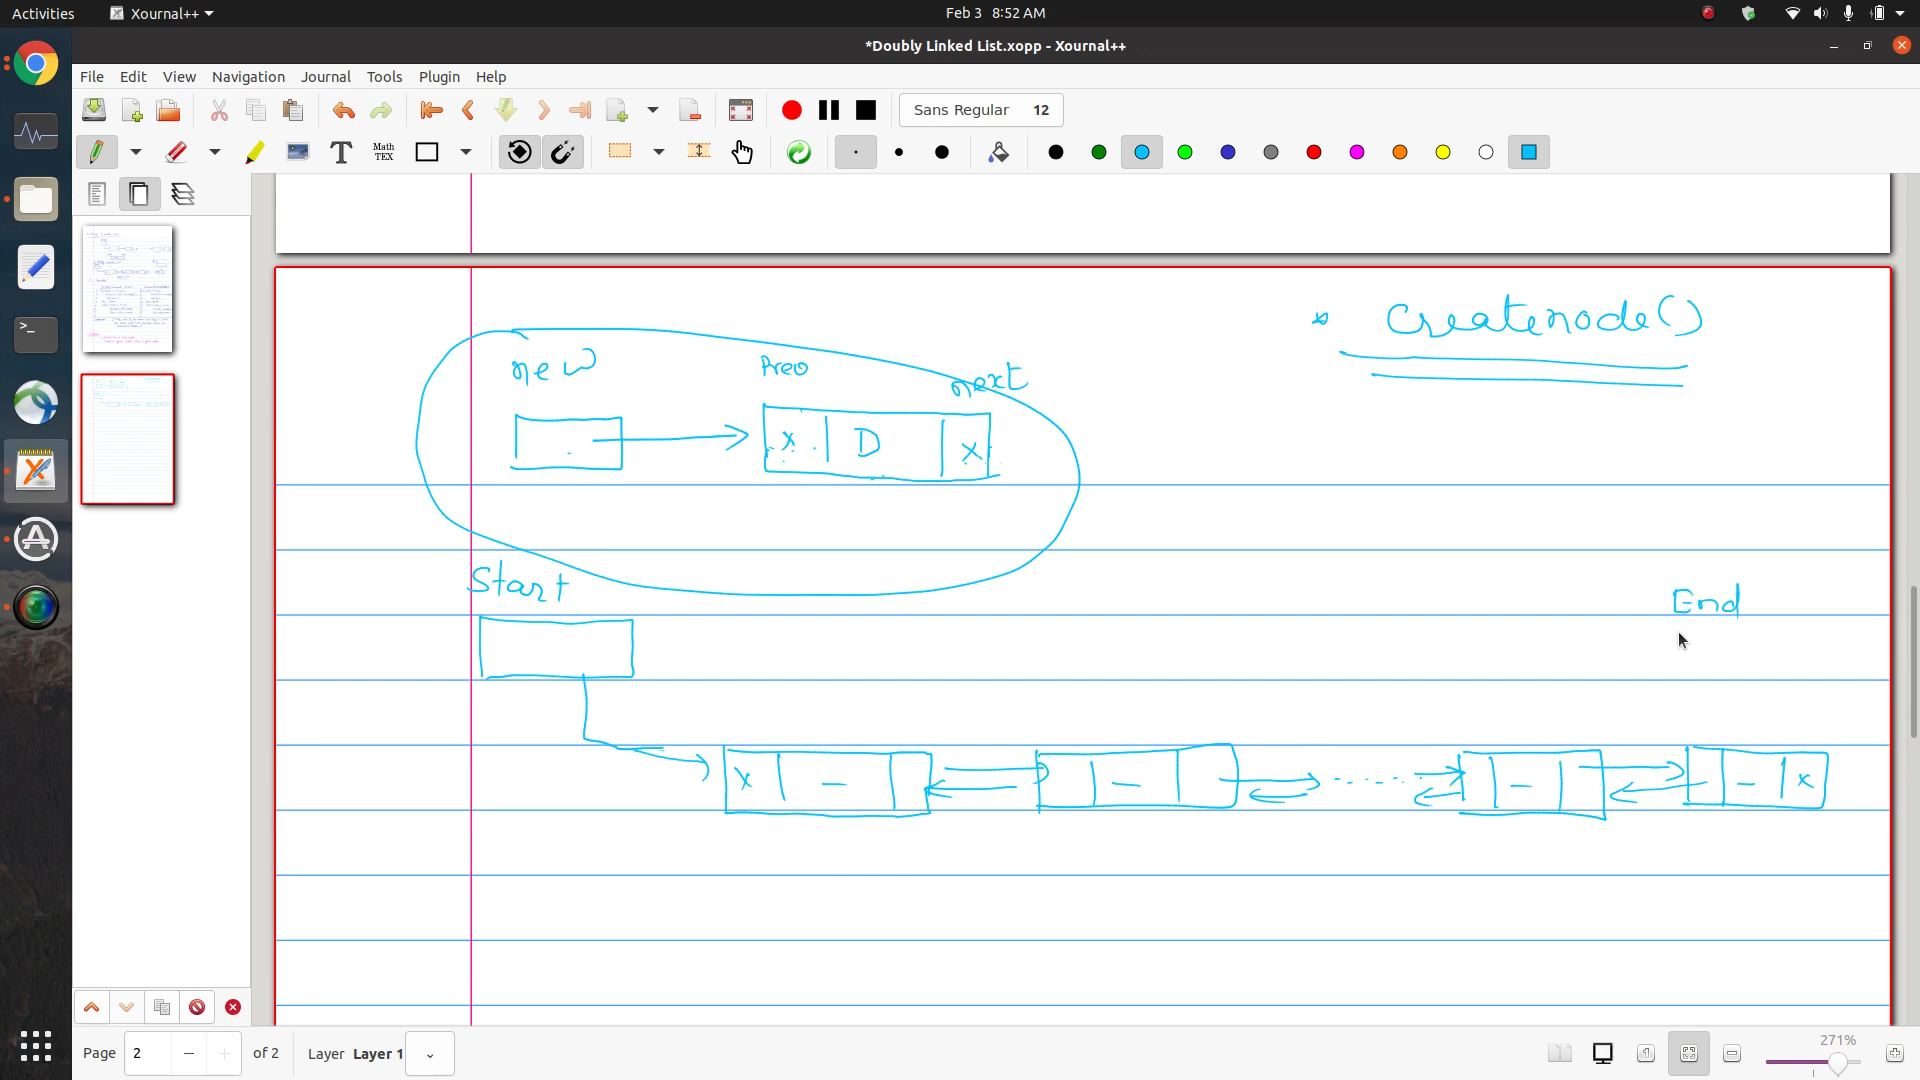 Activities Xournal++ Feb 3 8:52 AM
*Doubly Linked List.xopp - Xournal++
File Edit View Navigation Journal Tools Plugin Help
Sans Regular 12
Math TEX
* Createnode()
new Prev next
x D x
Start
End
x - - - - x
Page 2 of 2 Layer Layer 1 271%